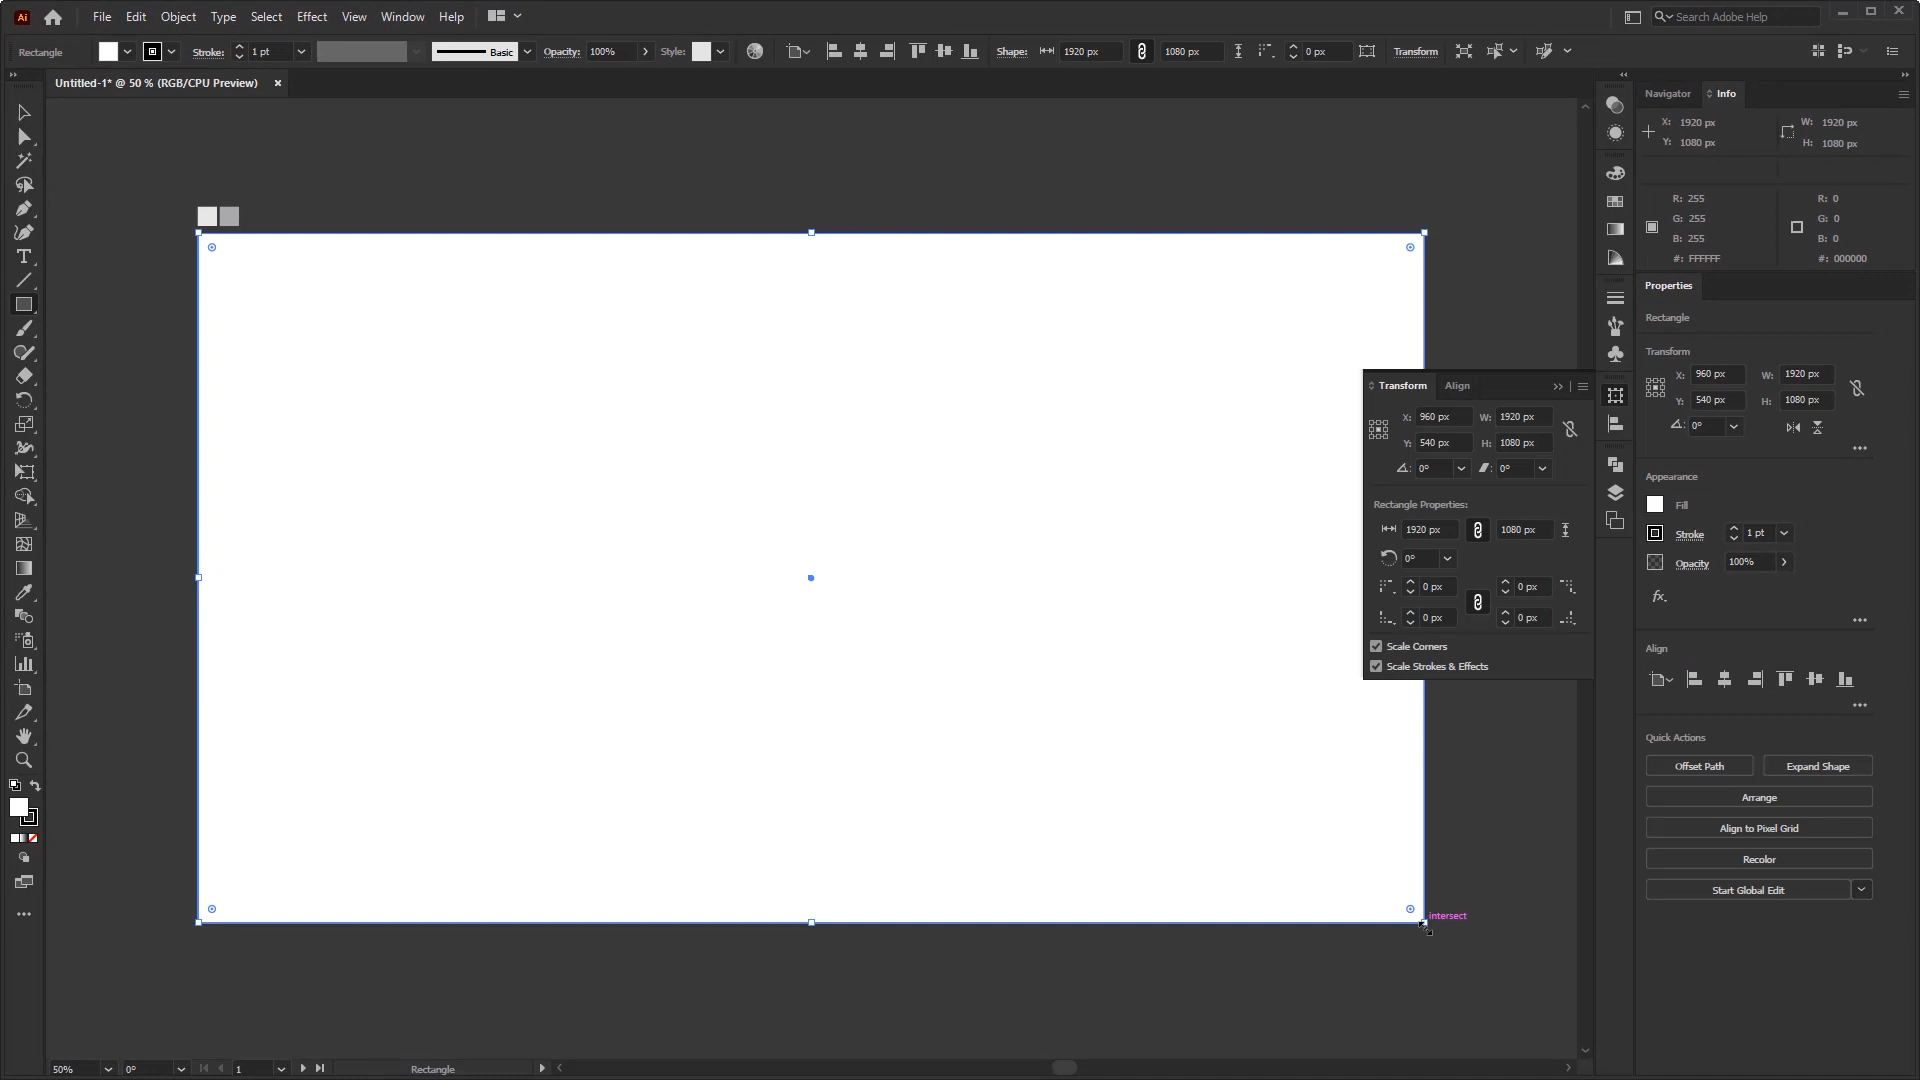 Ai File Edit Object Type Select Effect View Window Help Search Adobe Help
Rectangle Stroke: 1 pt Basic Opacity: 100% Style: Shape: 1920 px 1080 px 0 px Transform
Untitled-1* @ 50 % (RGB/CPU Preview) ×
Navigator Info
X: 1920 px W: 1920 px
Y: 1080 px H: 1080 px
R: 255 R: 0
G: 255 G: 0
B: 255 B: 0
#: FFFFFF #: 000000
Properties
Rectangle
Transform
X: 960 px W: 1920 px
Y: 540 px H: 1080 px
0°
Appearance
Fill
Stroke 1 pt
Opacity 100%
fx.
Align
Quick Actions
Offset Path Expand Shape
Arrange
Align to Pixel Grid
Recolor
Start Global Edit
Transform Align
X: 960 px W: 1920 px
Y: 540 px H: 1080 px
0° 0°
Rectangle Properties:
1920 px 1080 px
0°
0 px 0 px
0 px 0 px
Scale Corners
Scale Strokes & Effects
intersect
50% 0° 1 Rectangle